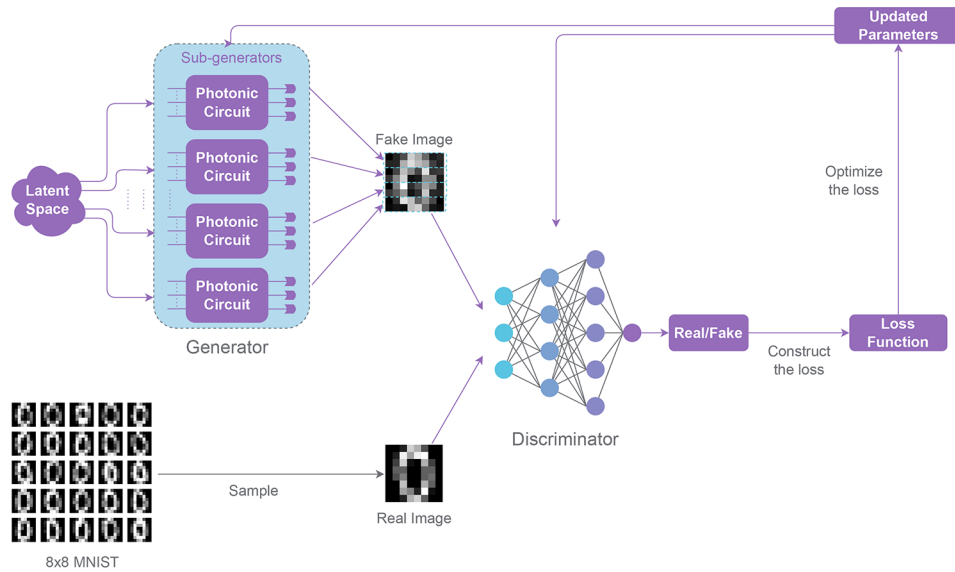 Updated
Parameters
Sub-generators
Photonic
Circuit
Photonic
Circuit
Photonic
Circuit
Photonic
Circuit
Latent
Space
Fake Image
Optimize
the loss
Generator
Real/Fake
Construct
the loss
Loss
Function
Discriminator
Sample
Real Image
8x8 MNIST